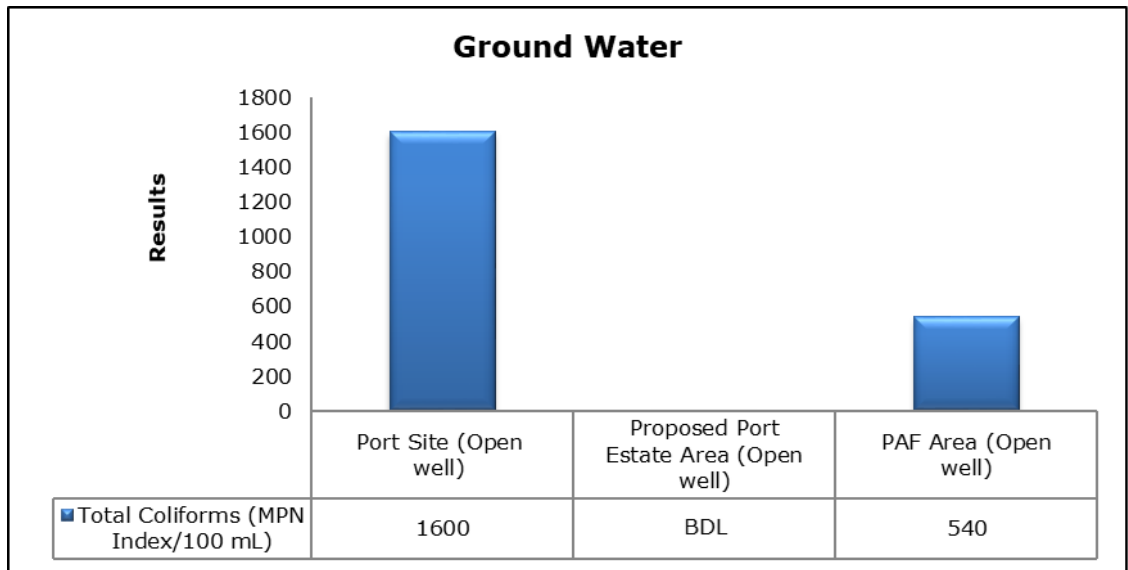 Ground Water
Results
1800
1600
1400
1200
1000
800
600
400
200
0
Port Site (Open
well)
Proposed Port
Estate Area (Open
well)
PAF Area (Open
well)
Total Coliforms (MPN
Index/100 mL)
1600
BDL
540